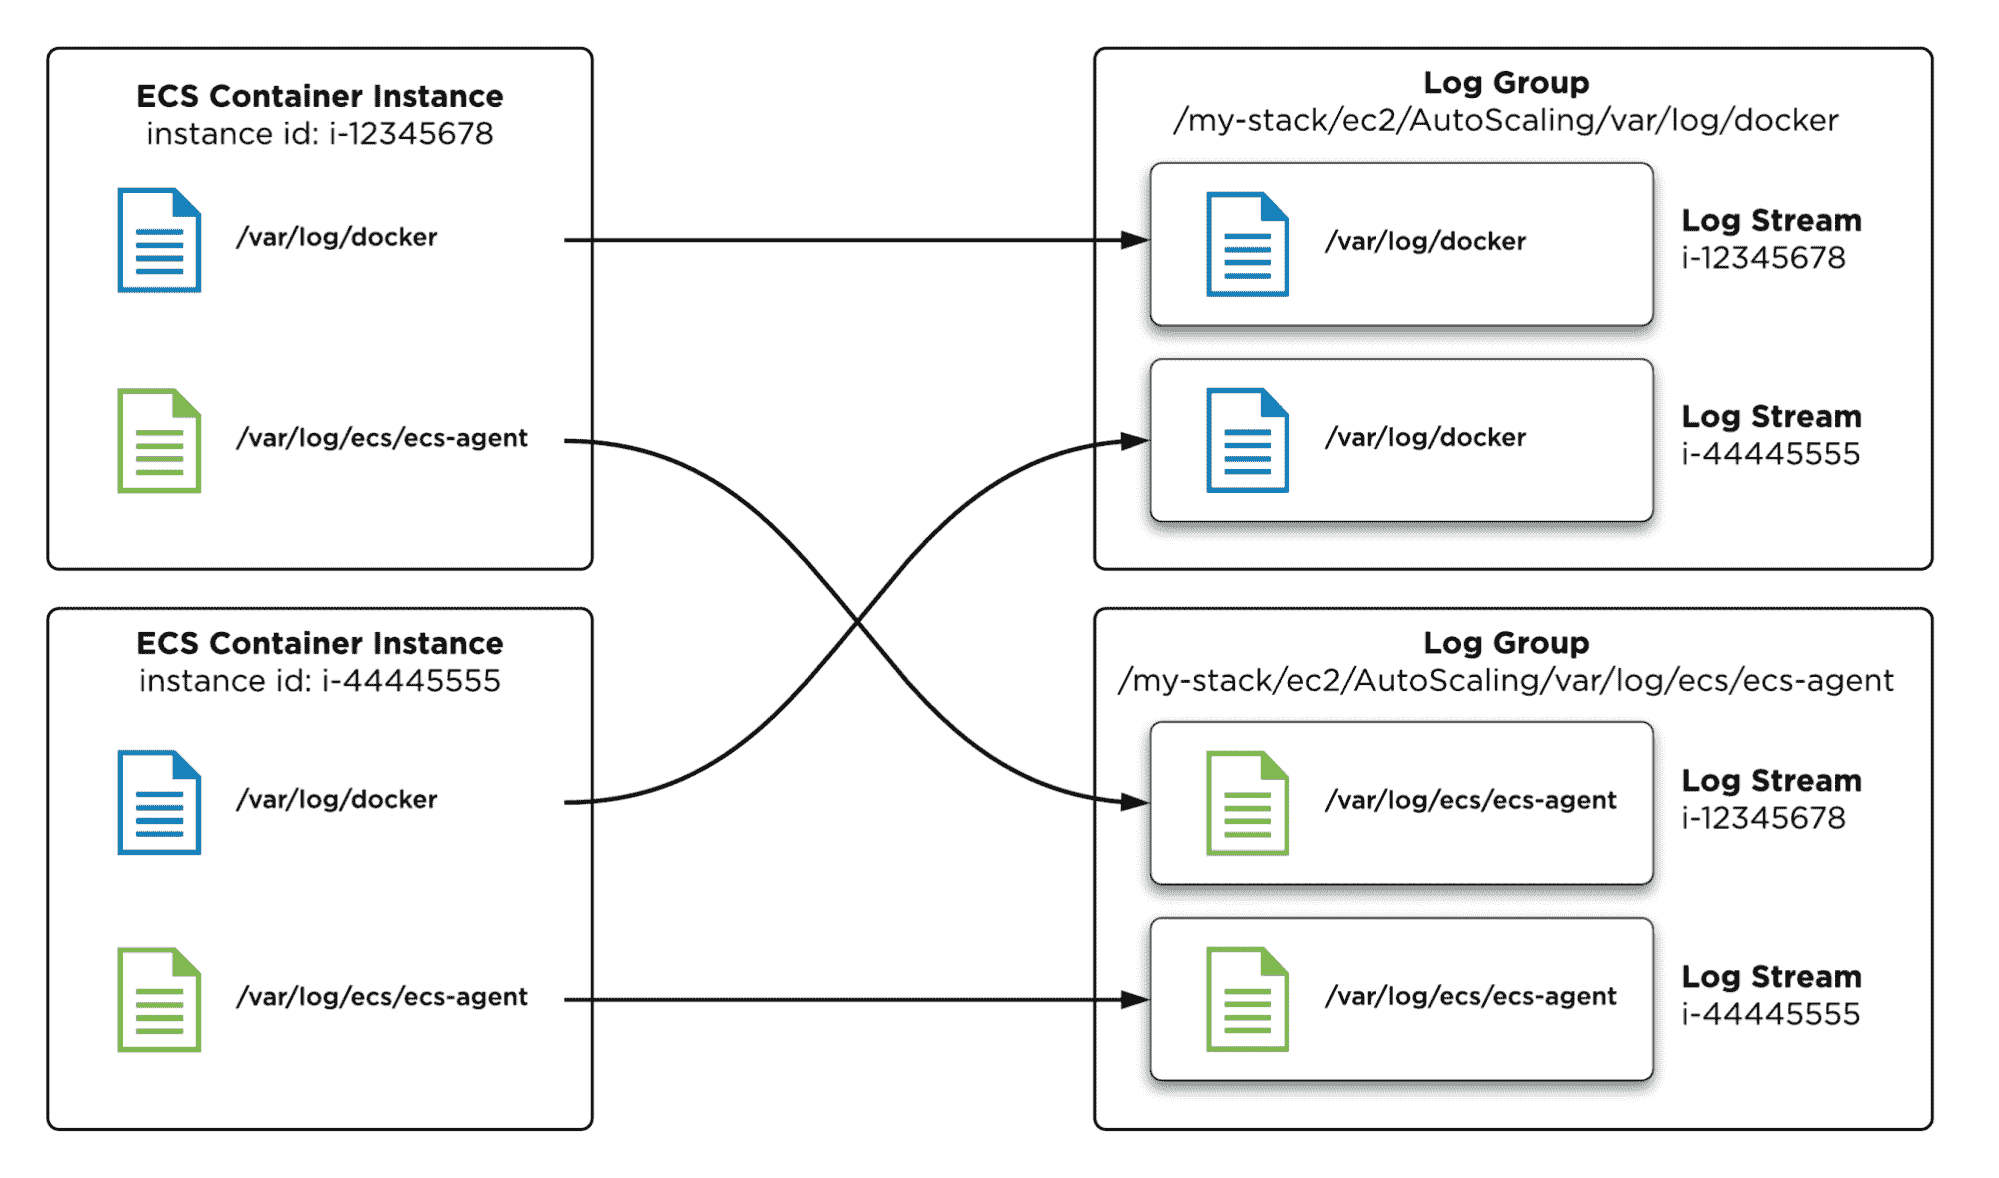 ECS Container Instance
instance id: i-12345678
/var/log/docker
/var/log/ecs/ecs-agent
ECS Container Instance
instance id: i-44445555
/var/log/docker
/var/log/ecs/ecs-agent
Log Group
/my-stack/ec2/AutoScaling/var/log/docker
/var/log/docker
Log Stream
i-12345678
/var/log/docker
Log Stream
i-44445555
Log Group
/my-stack/ec2/AutoScaling/var/log/ecs/ecs-agent
/var/log/ecs/ecs-agent
Log Stream
i-12345678
/var/log/ecs/ecs-agent
Log Stream
i-44445555